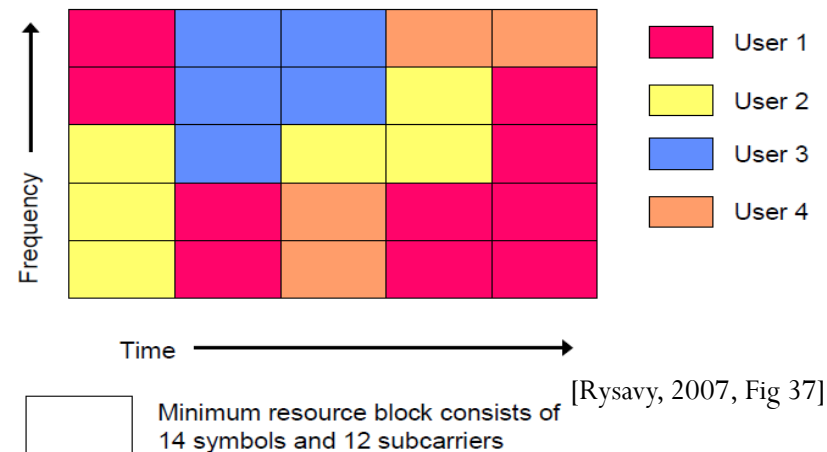 User 1
User 2
User 3
User 4
Frequency
Time
[Rysavy, 2007, Fig 37]
Minimum resource block consists of
14 symbols and 12 subcarriers